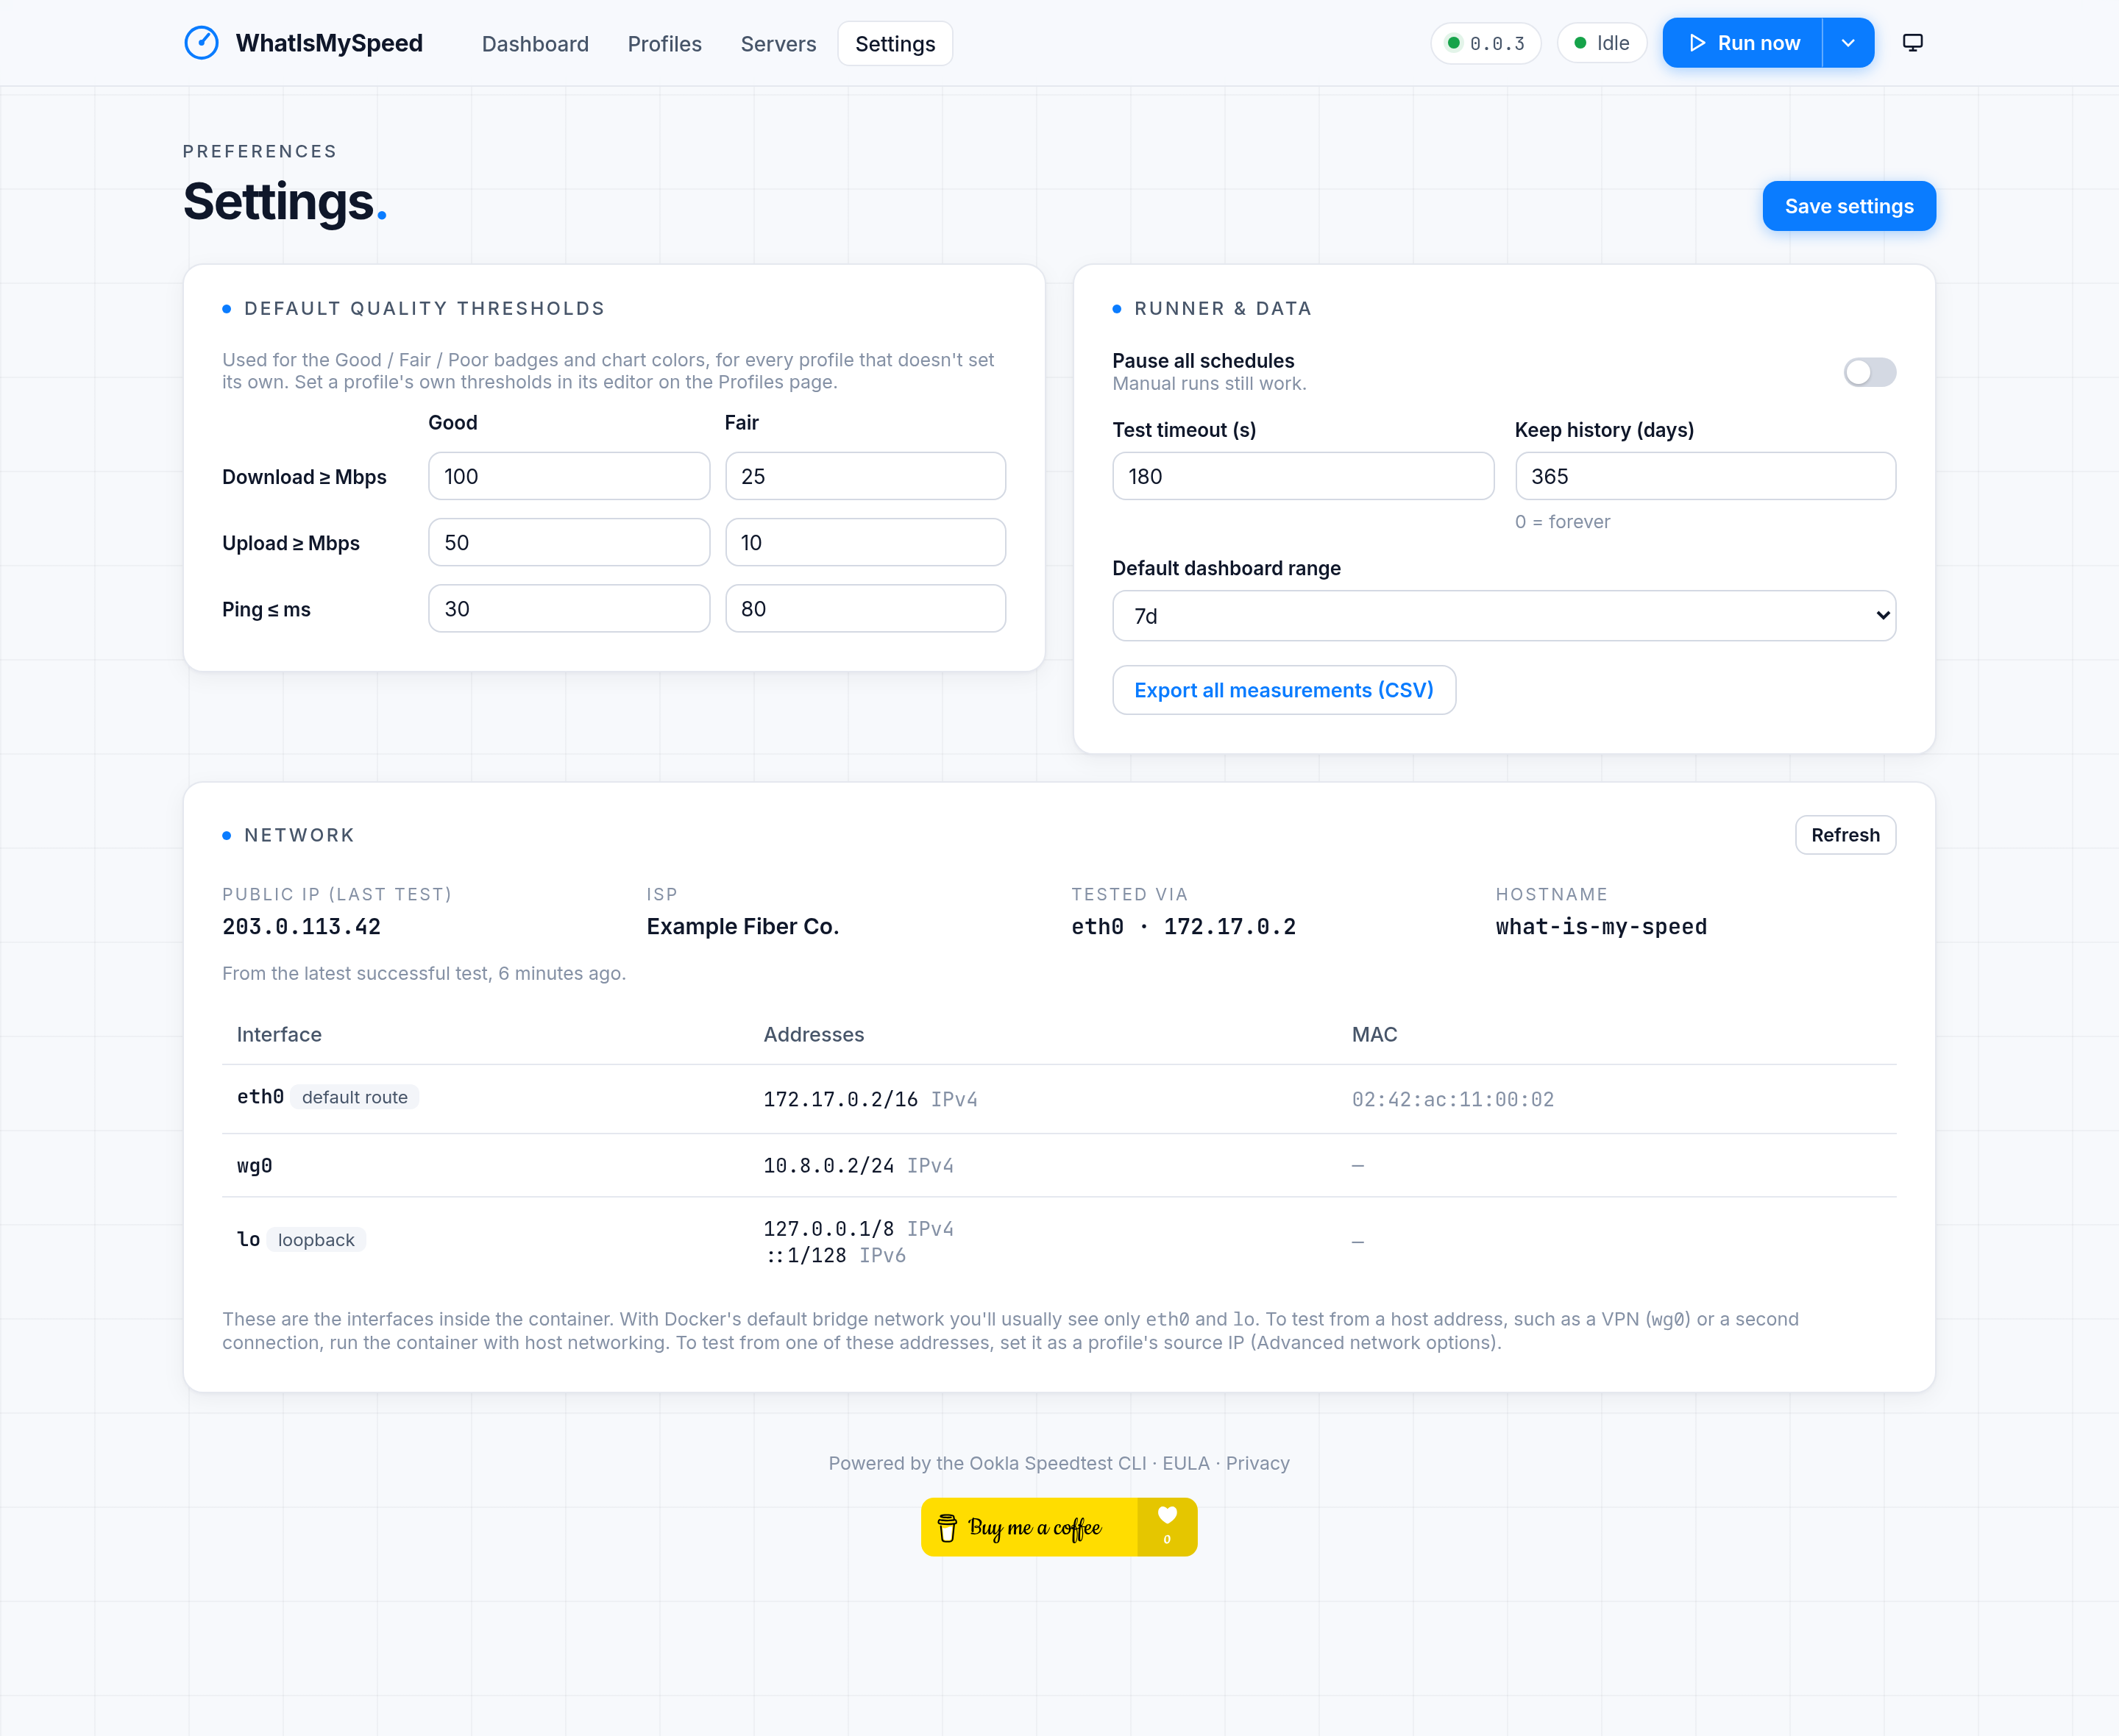 WhatIsMySpeed Dashboard Profiles Servers Settings 0.0.3 Idle Run now
PREFERENCES
Settings.
Save settings
DEFAULT QUALITY THRESHOLDS
Used for the Good / Fair / Poor badges and chart colors, for every profile that doesn't set
its own. Set a profile's own thresholds in its editor on the Profiles page.
Good Fair
Download ≥ Mbps 100 25
Upload ≥ Mbps 50 10
Ping ≤ ms 30 80
RUNNER & DATA
Pause all schedules
Manual runs still work.
Test timeout (s) Keep history (days)
180 365
0 = forever
Default dashboard range
7d
Export all measurements (CSV)
NETWORK
Refresh
PUBLIC IP (LAST TEST) ISP TESTED VIA HOSTNAME
203.0.113.42 Example Fiber Co. eth0 · 172.17.0.2 what-is-my-speed
From the latest successful test, 6 minutes ago.
Interface Addresses MAC
eth0 default route 172.17.0.2/16 IPv4 02:42:ac:11:00:02
wg0 10.8.0.2/24 IPv4 —
lo loopback 127.0.0.1/8 IPv4 —
::1/128 IPv6
These are the interfaces inside the container. With Docker's default bridge network you'll usually see only eth0 and lo. To test from a host address, such as a VPN (wg0) or a second
connection, run the container with host networking. To test from one of these addresses, set it as a profile's source IP (Advanced network options).
Powered by the Ookla Speedtest CLI · EULA · Privacy
Buy me a coffee 0